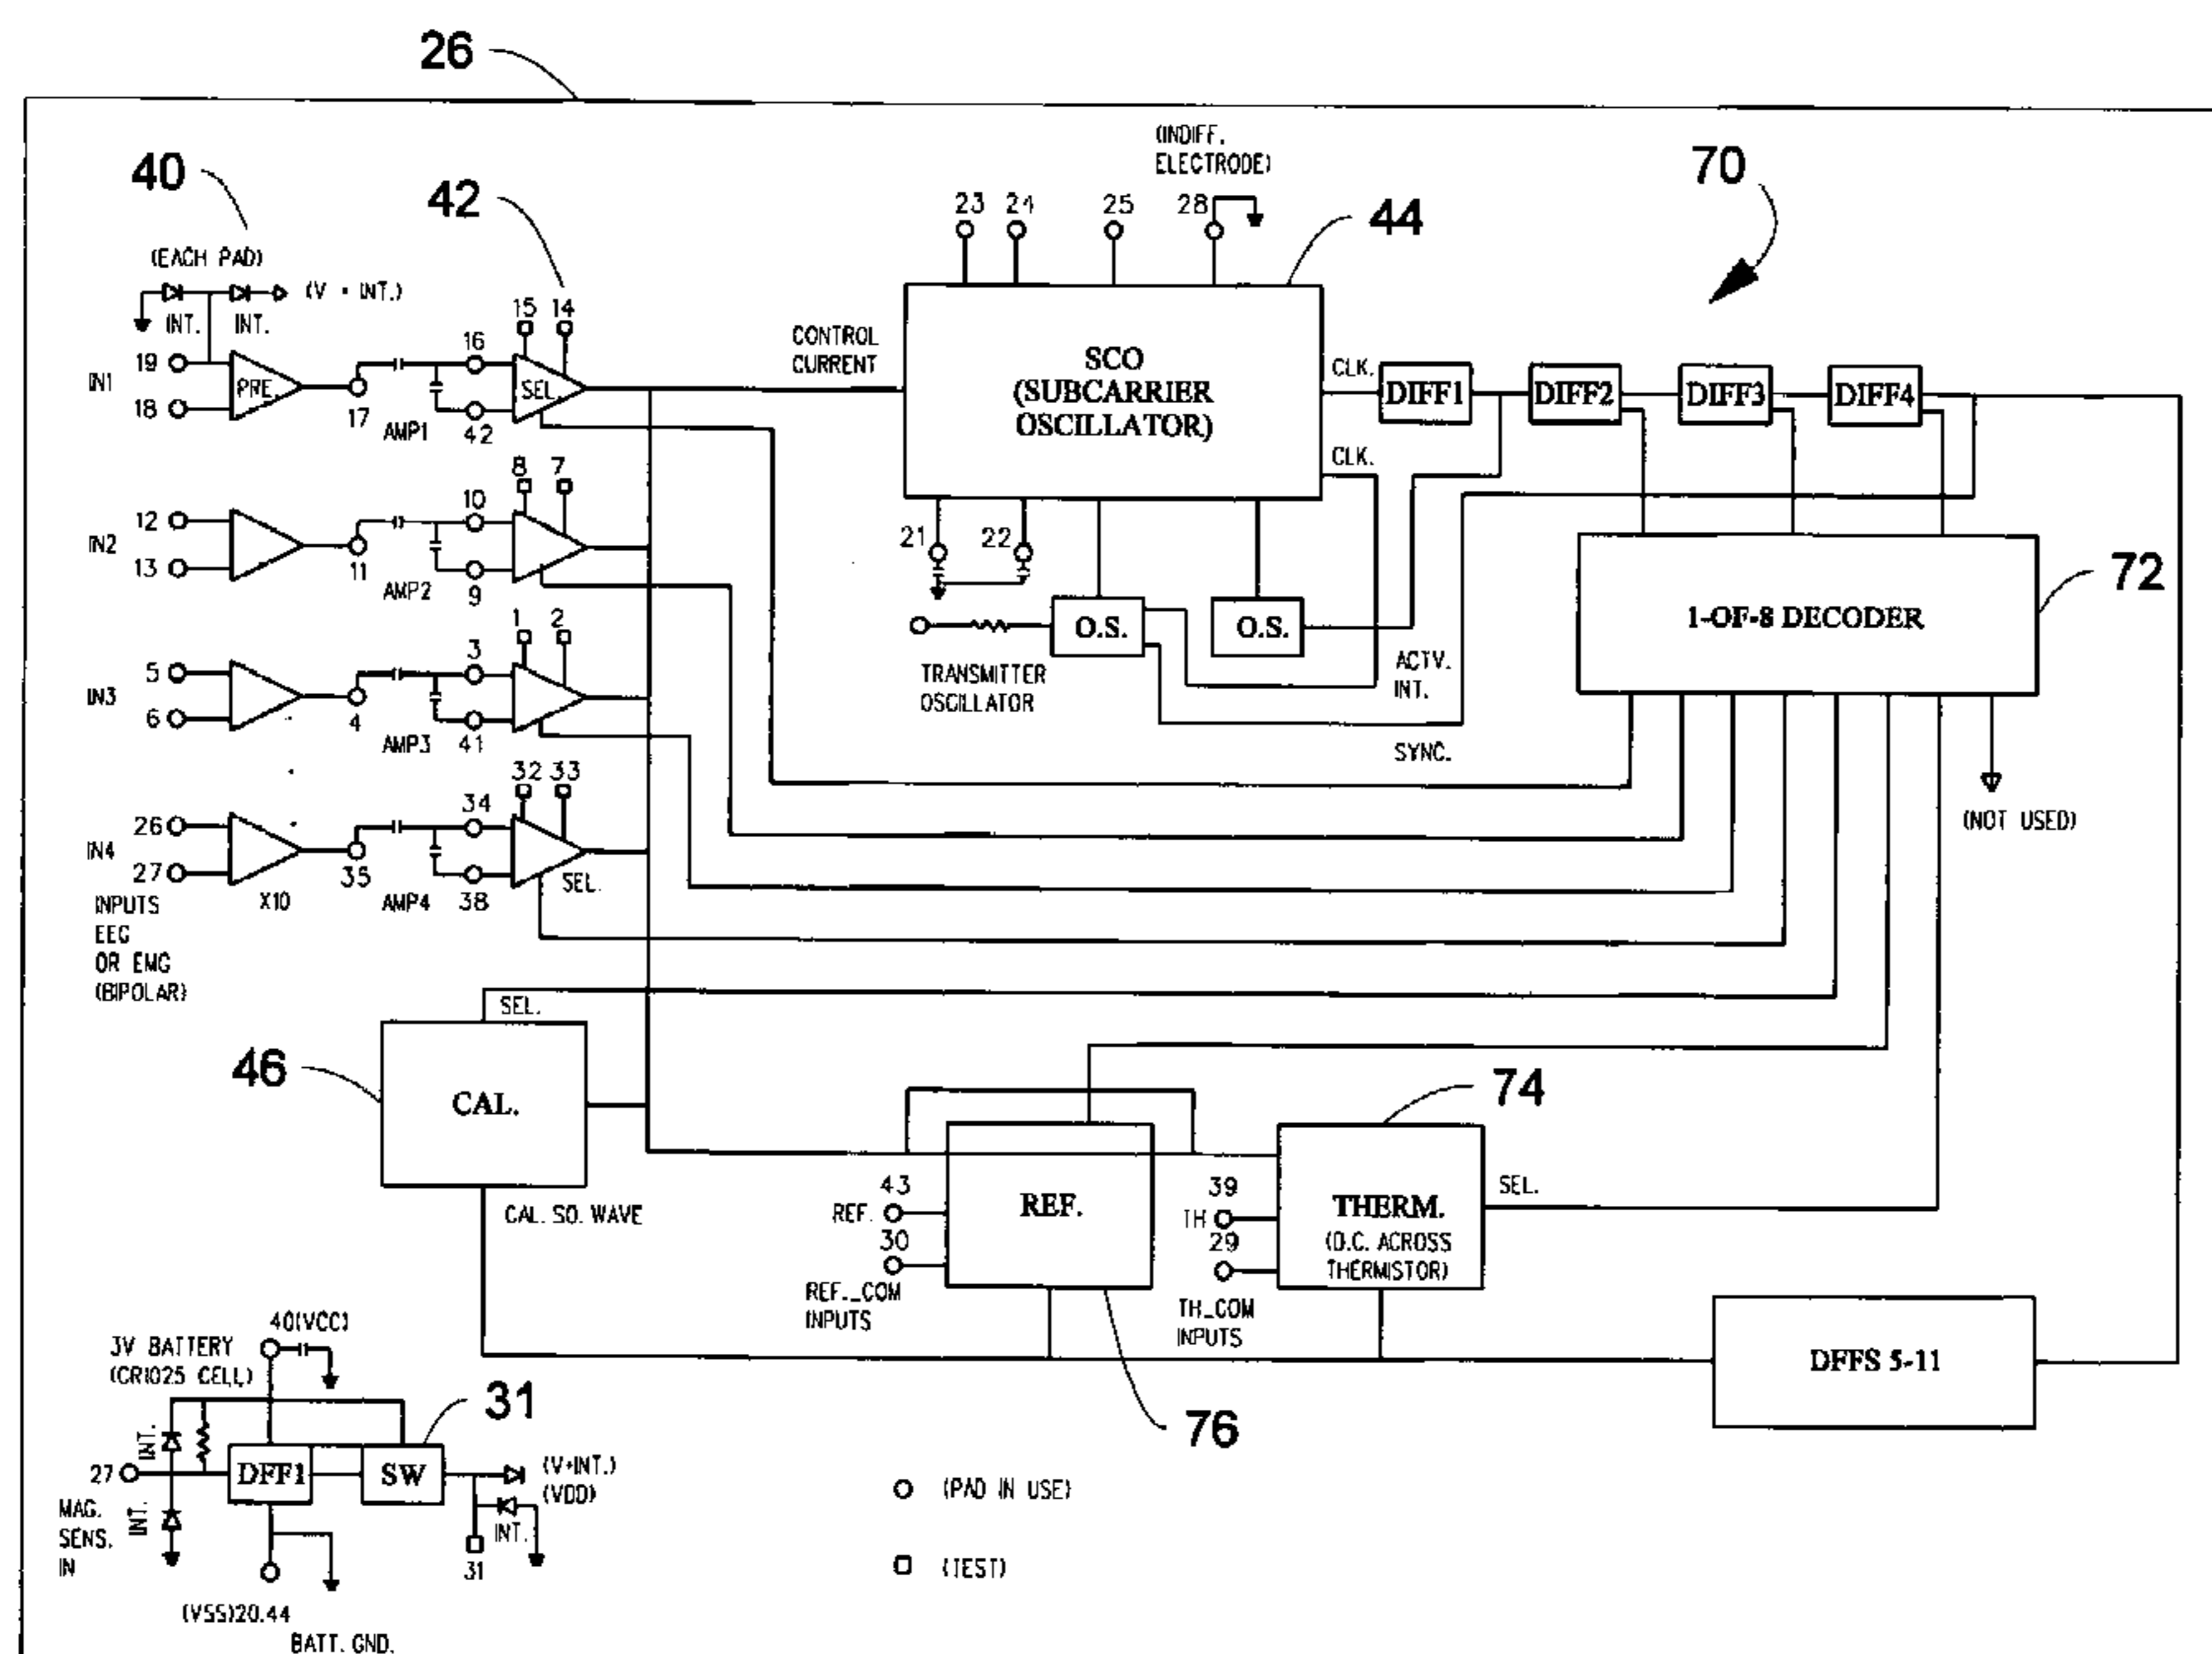 26
(INDIFF.
ELECTRODE)
70
40
42
23 24 25 28
44
(EACH PAD)
(V + INT.)
INT. INT.
15 14
16
CONTROL
CURRENT
SCO
(SUBCARRIER
OSCILLATOR)
CLK.
DIFF1 DIFF2 DIFF3 DIFF4
IN1
19
18
PRE.
17
AMP1
42
SEL.
CLK.
8 7
10
IN2
12
13
11
AMP2
9
21 22
O.S. O.S.
1-OF-8 DECODER
72
1 2
3
IN3
5
6
4
AMP3
41
TRANSMITTER
OSCILLATOR
ACTV.
INT.
SYNC.
(NOT USED)
32 33
34
IN4
26
27
35
X10
AMP4 38
SEL.
INPUTS
EEG
OR EMG
(BIPOLAR)
SEL.
46
CAL.
74
43
REF.
30
REF._COM
INPUTS
REF.
39
TH
29
TH_COM
INPUTS
THERM.
(D.C. ACROSS
THERMISTOR)
SEL.
CAL. SQ. WAVE
76
DFFS 5-11
40(VCC)
3V BATTERY
(CR1025 CELL)
31
INT.
27
DFF1 SW
(V+INT.)
(VDD)
MAG.
SENS.
IN
INT.
INT.
31
(VSS)20.44
BATT. GND.
(PAD IN USE)
(TEST)